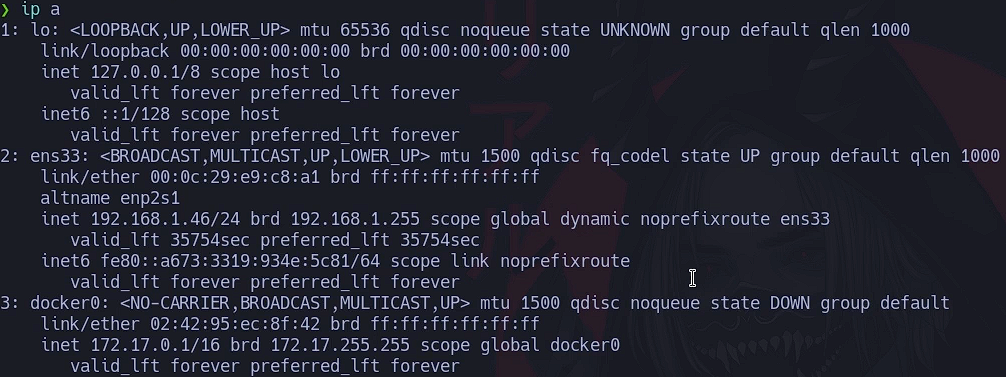 ❯ ip a
1: lo: <LOOPBACK,UP,LOWER_UP> mtu 65536 qdisc noqueue state UNKNOWN group default qlen 1000
    link/loopback 00:00:00:00:00:00 brd 00:00:00:00:00:00
    inet 127.0.0.1/8 scope host lo
       valid_lft forever preferred_lft forever
    inet6 ::1/128 scope host
       valid_lft forever preferred_lft forever
2: ens33: <BROADCAST,MULTICAST,UP,LOWER_UP> mtu 1500 qdisc fq_codel state UP group default qlen 1000
    link/ether 00:0c:29:e9:c8:a1 brd ff:ff:ff:ff:ff:ff
    altname enp2s1
    inet 192.168.1.46/24 brd 192.168.1.255 scope global dynamic noprefixroute ens33
       valid_lft 35754sec preferred_lft 35754sec
    inet6 fe80::a673:3319:934e:5c81/64 scope link noprefixroute
       valid_lft forever preferred_lft forever
3: docker0: <NO-CARRIER,BROADCAST,MULTICAST,UP> mtu 1500 qdisc noqueue state DOWN group default
    link/ether 02:42:95:ec:8f:42 brd ff:ff:ff:ff:ff:ff
    inet 172.17.0.1/16 brd 172.17.255.255 scope global docker0
       valid_lft forever preferred_lft forever